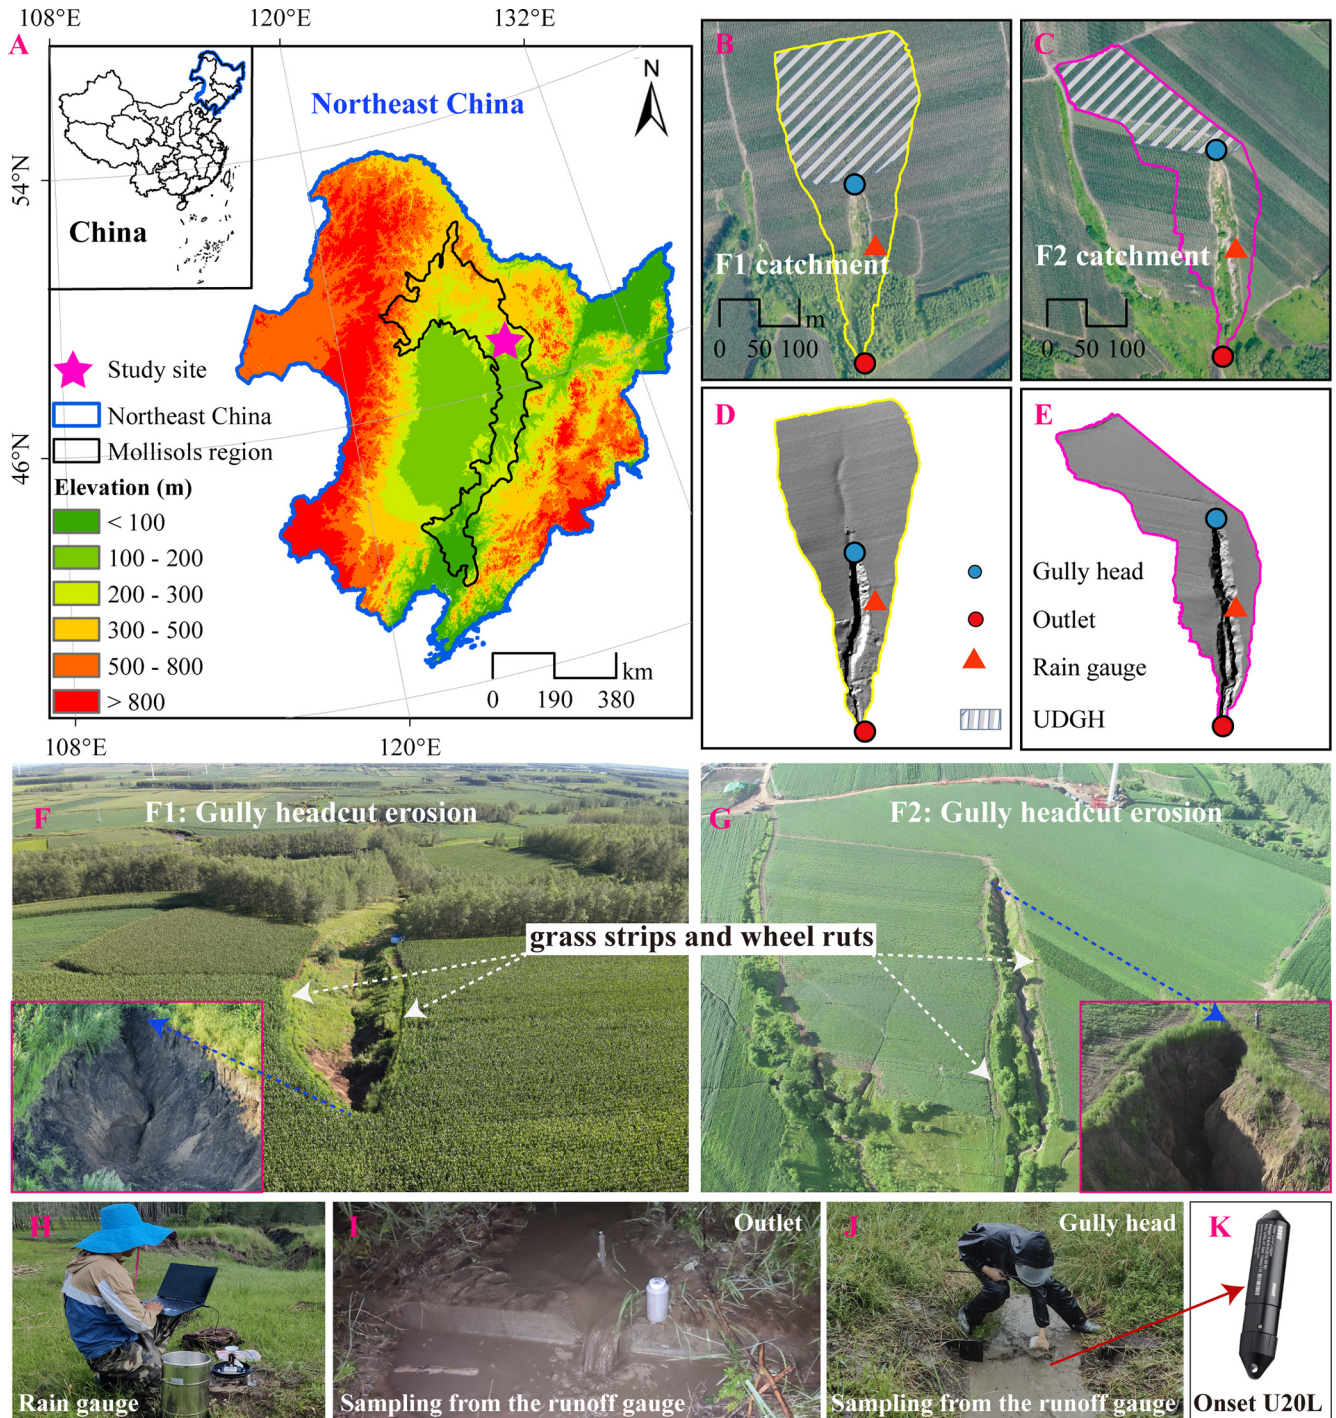 108°E
120°E
132°E
A
N
Northeast China
54°N
China
Study site
Northeast China
Mollisols region
46°N
Elevation (m)
< 100
100 - 200
200 - 300
300 - 500
500 - 800
> 800
km
0 190 380
108°E
120°E
B
F1 catchment
m
0 50 100
C
F2 catchment
0 50 100
D
E
Gully head
Outlet
Rain gauge
UDGH
F
F1: Gully headcut erosion
G
F2: Gully headcut erosion
grass strips and wheel ruts
H
Rain gauge
I
Outlet
Sampling from the runoff gauge
J
Gully head
Sampling from the runoff gauge
K
Onset U20L